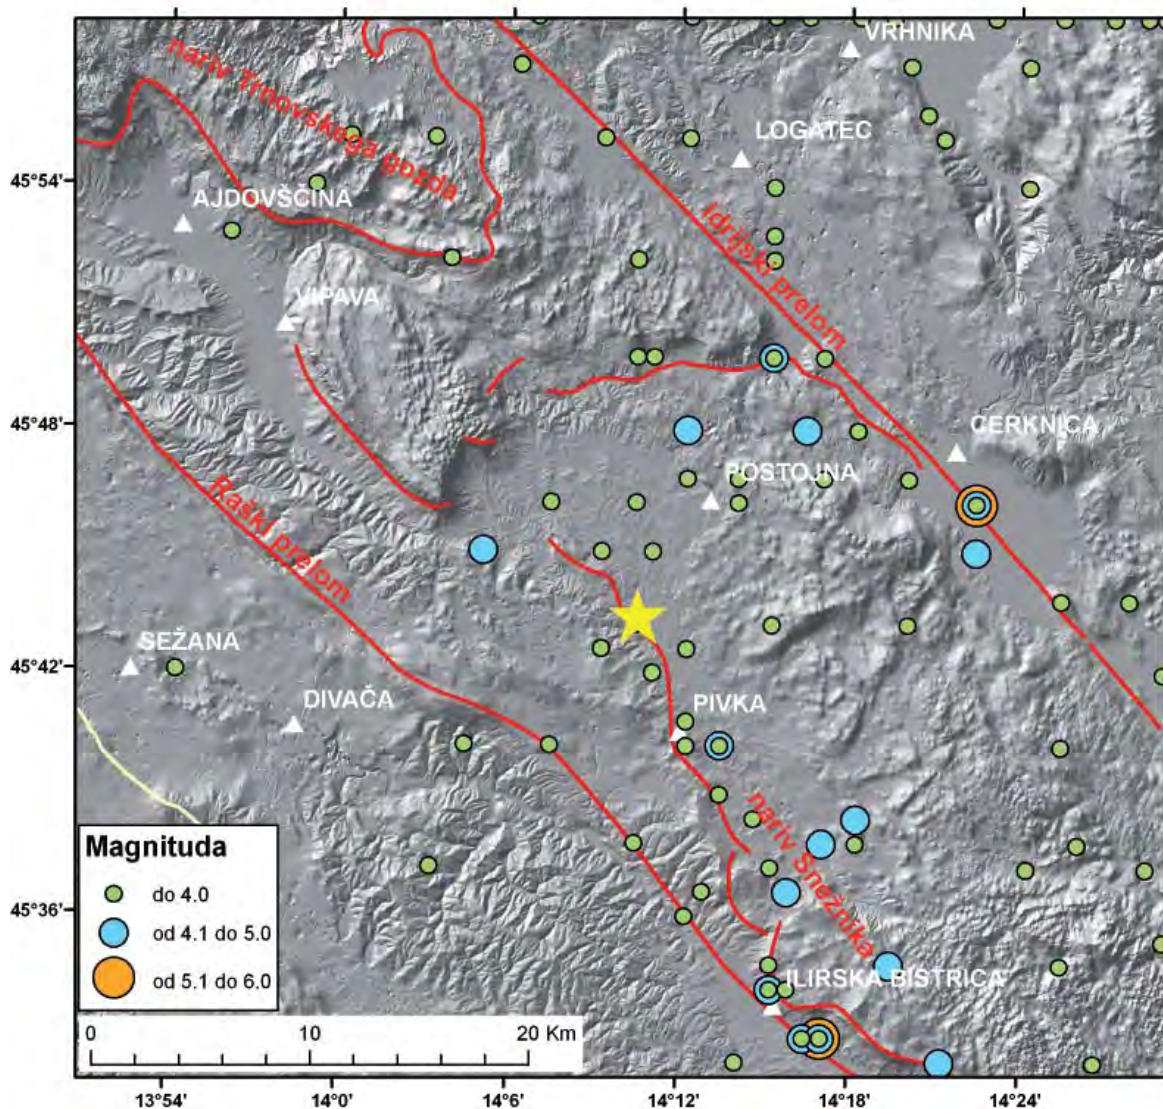 VRHNIKA
nariv Trnovskega gozda
LOGATEC
45°54'
AJDOVŠČINA
Idrijski prelom
VIPAVA
45°48'
CERKNICA
POSTOJNA
Raški prelom
45°42'
SEŽANA
DIVAČA
PIVKA
nariv Snežnika
Magnituda
do 4.0
45°36'
od 4.1 do 5.0
od 5.1 do 6.0
ILIRSKA BISTRICA
0 10 20 Km
13°54' 14°0' 14°6' 14°12' 14°18' 14°24'